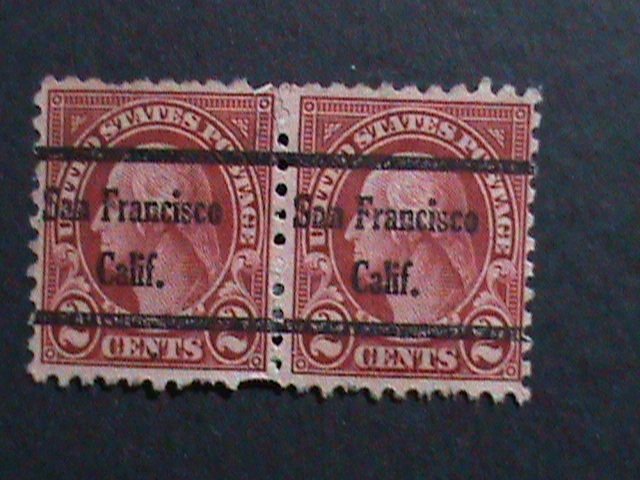 UNITED STATES POSTAGE
San Francisco
Calif.
2 CENTS 2
UNITED STATES POSTAGE
San Francisco
Calif.
2 CENTS 2